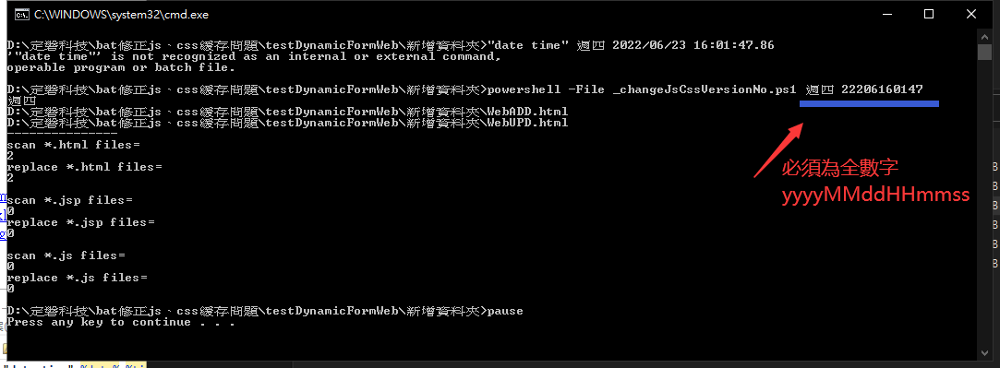 C:\WINDOWS\system32\cmd.exe
D:\定磐科技\bat修正js、css緩存問題\testDynamicFormWeb\新增資料夾>"date time" 週四 2022/06/23 16:01:47.86
'"date time"' is not recognized as an internal or external command,
operable program or batch file.
D:\定磐科技\bat修正js、css緩存問題\testDynamicFormWeb\新增資料夾>powershell -File _changeJsCssVersionNo.ps1 週四 22206160147
週四
D:\定磐科技\bat修正js、css緩存問題\testDynamicFormWeb\新增資料夾\WebADD.html
D:\定磐科技\bat修正js、css緩存問題\testDynamicFormWeb\新增資料夾\WebUPD.html
---------------
scan *.html files=
2
replace *.html files=
2
必須為全數字
yyyyMMddHHmmss
scan *.jsp files=
0
replace *.jsp files=
0
scan *.js files=
0
replace *.js files=
0
D:\定磐科技\bat修正js、css緩存問題\testDynamicFormWeb\新增資料夾>pause
Press any key to continue . . .